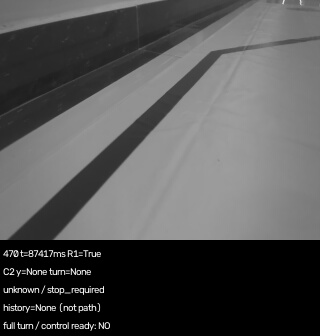 470 t=87417ms R1=True
C2 y=None turn=None
unknown / stop_required
history=None (not path)
full turn / control ready: NO